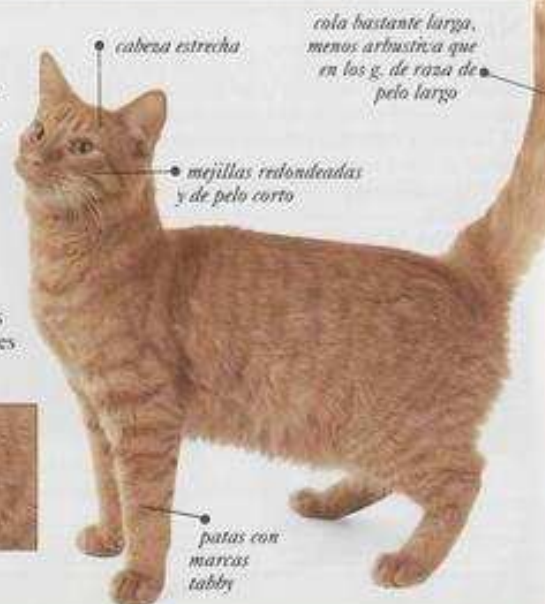 cabeza estrecha
cola bastante larga,
menos arbustiva que
en los g. de raza de
pelo largo
mejillas redondeadas
y de pelo corto
es
patas con
marcas
tabby